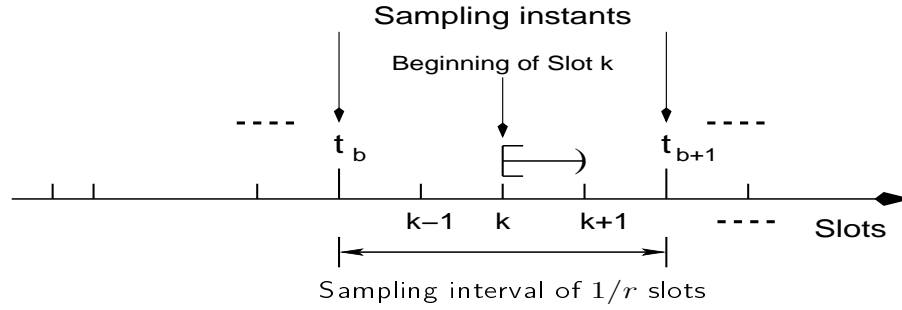 Sampling instants
Beginning of Slot k
t b
t b+1
k−1 k k+1
Slots
Sampling interval of 1/r slots